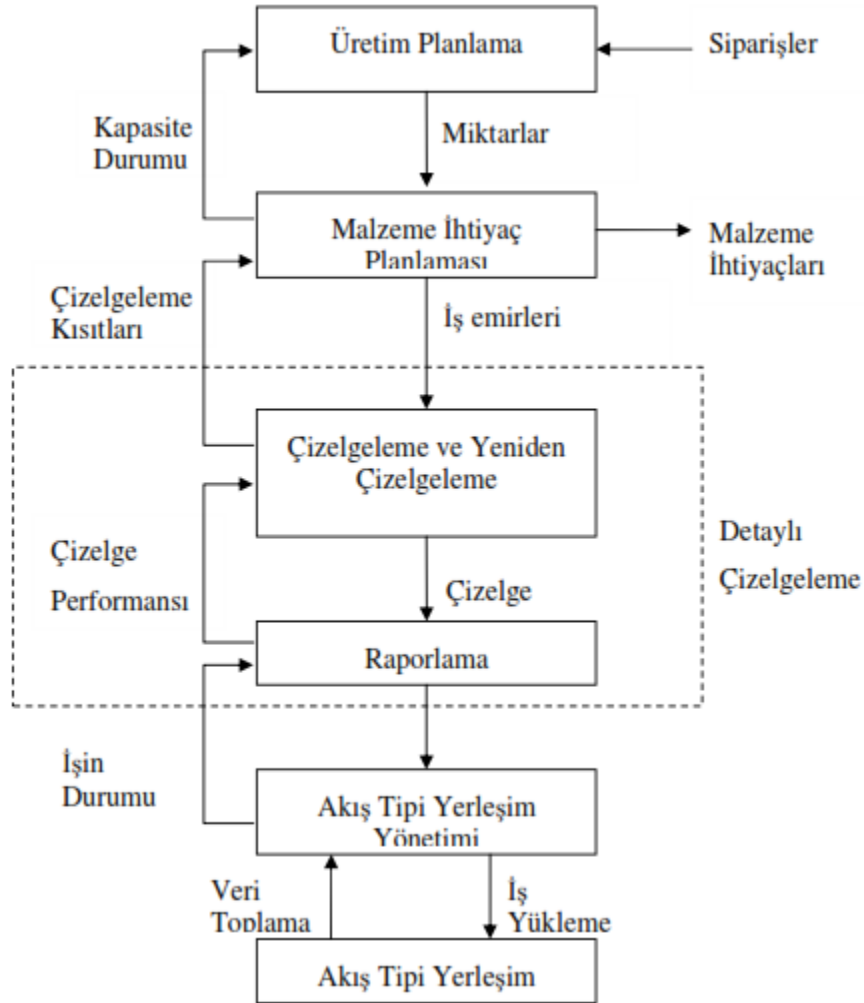 Üretim Planlama
Siparişler
Kapasite
Durumu
Miktarlar
Malzeme İhtiyaç
Planlaması
Malzeme
İhtiyaçları
Çizelgeleme
Kısıtları
İş emirleri
Çizelgeleme ve Yeniden
Çizelgeleme
Detaylı
Çizelgeleme
Çizelge
Performansı
Çizelge
Raporlama
İşin
Durumu
Akış Tipi Yerleşim
Yönetimi
Veri
Toplama
İş
Yükleme
Akış Tipi Yerleşim